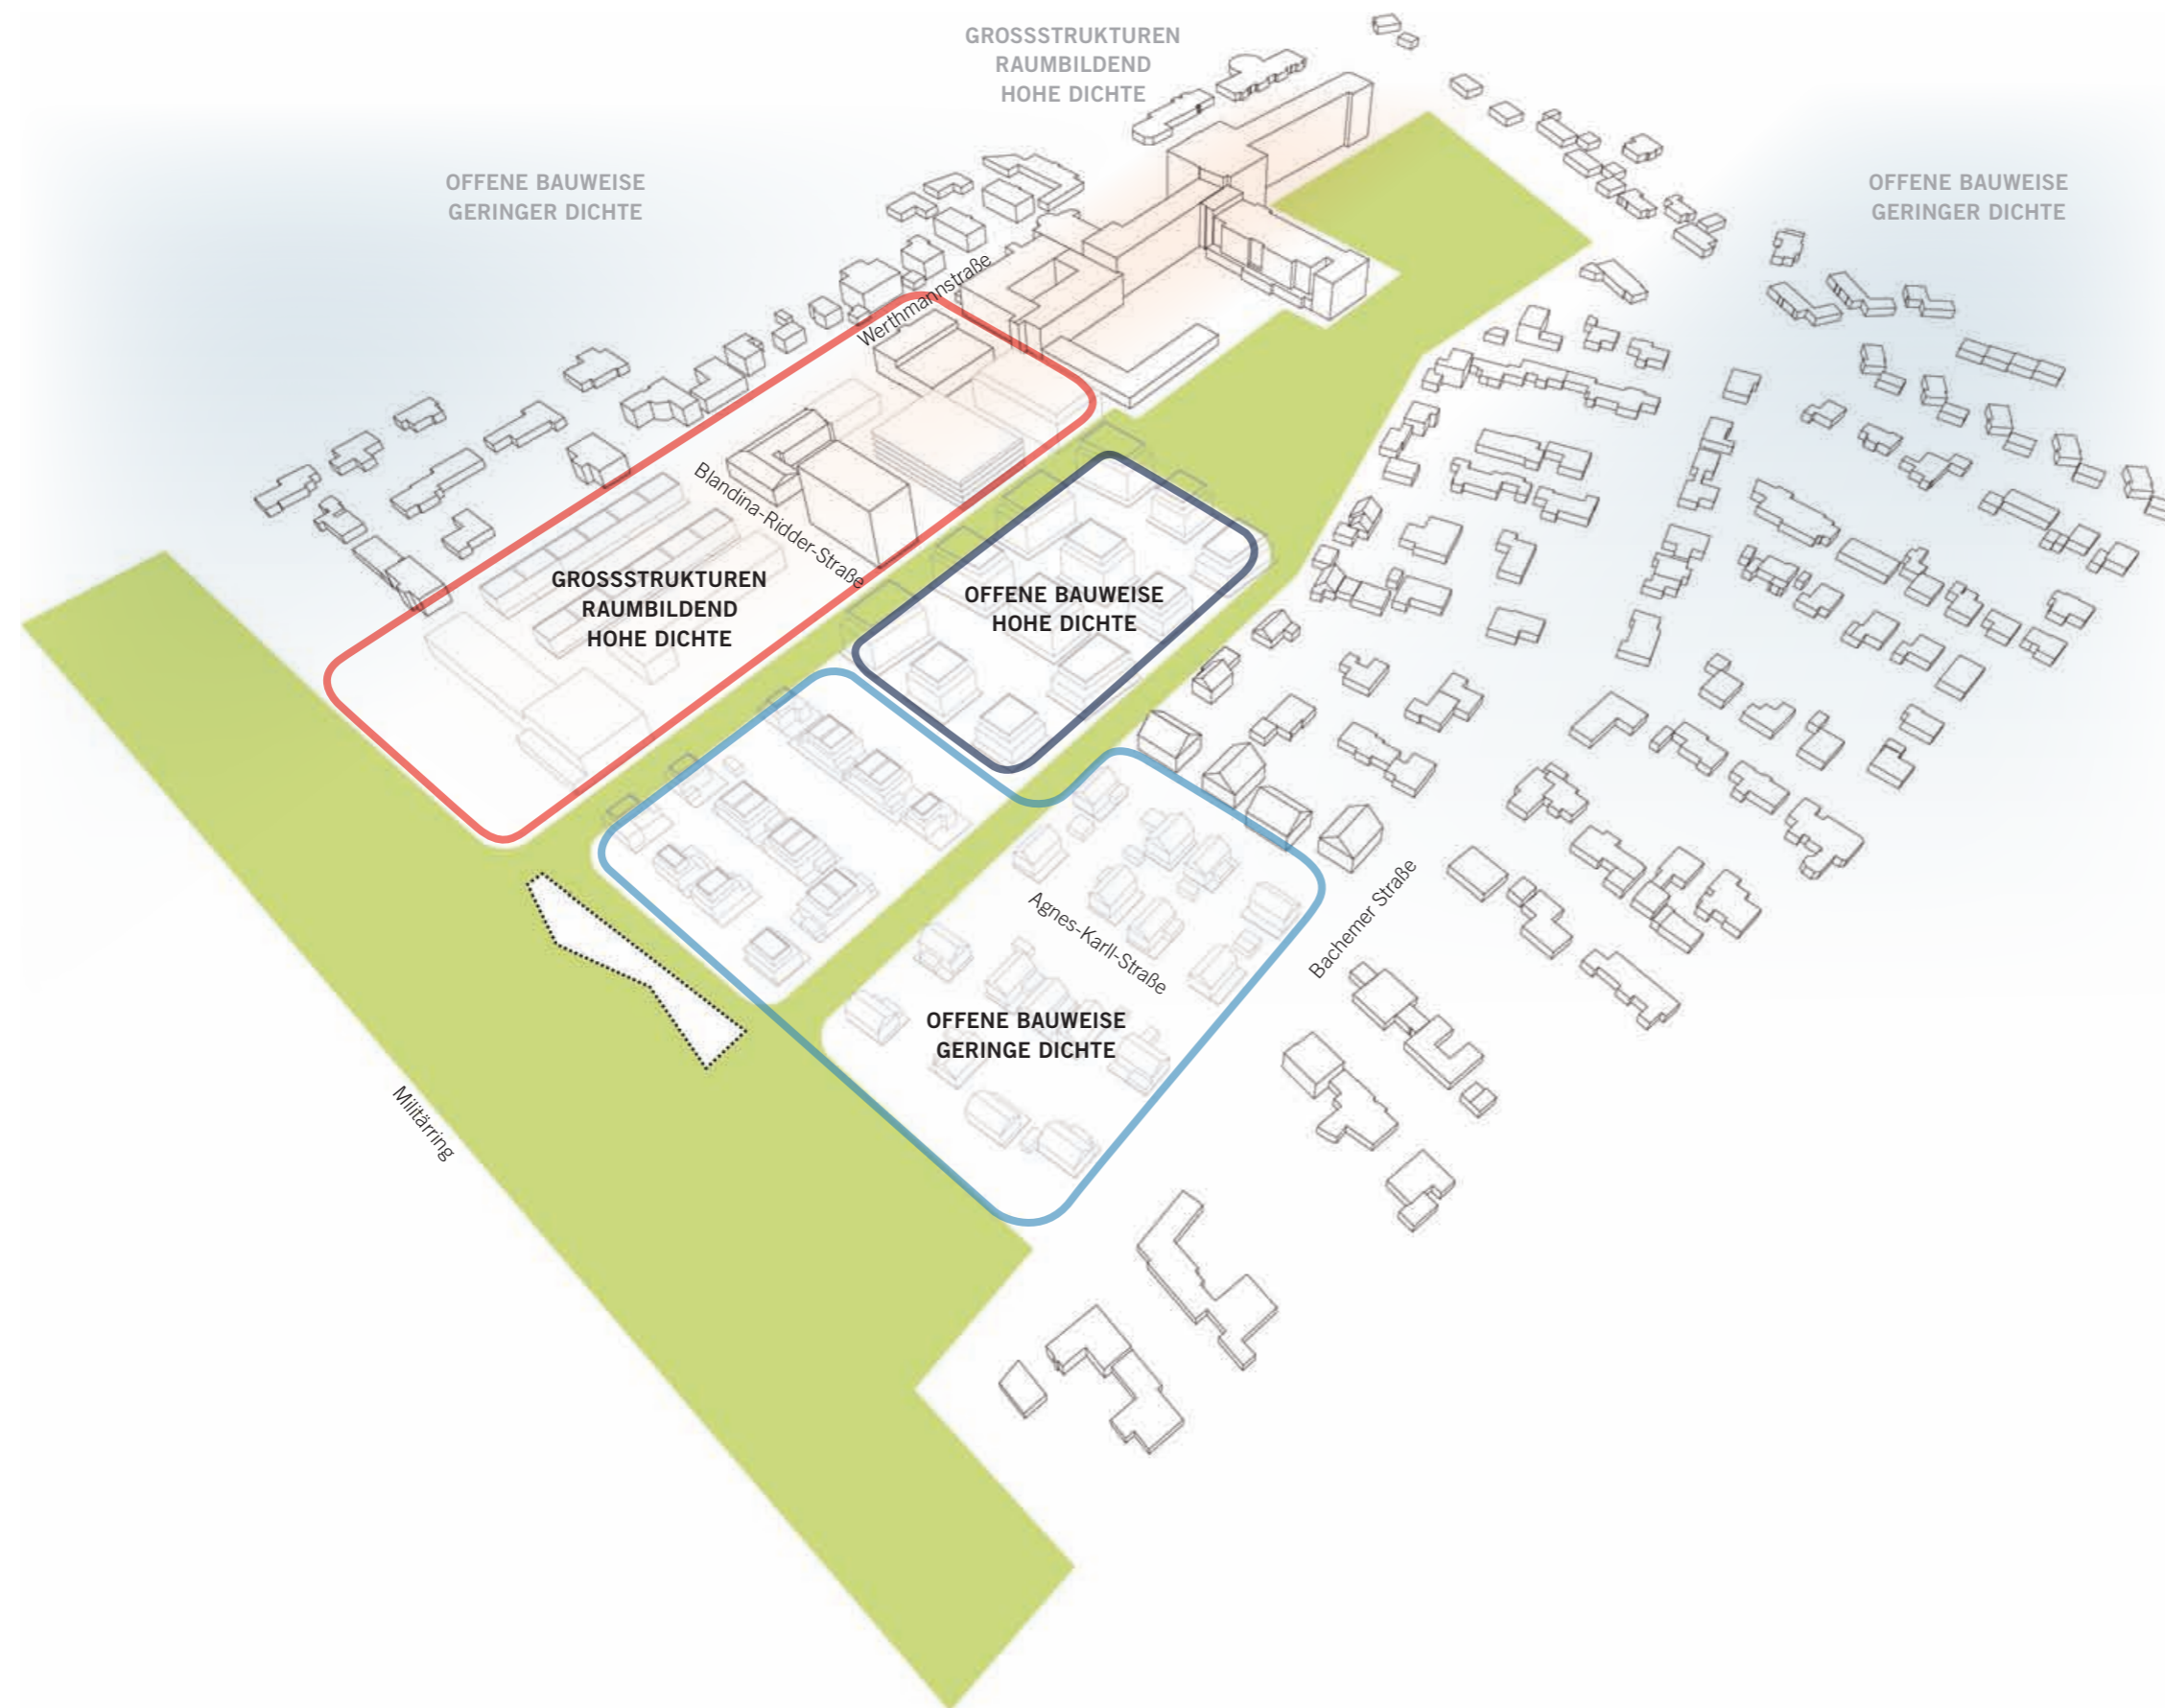 GROSSSTRUKTUREN
RAUMBILDEND
HOHE DICHTE
OFFENE BAUWEISE
GERINGER DICHTE
OFFENE BAUWEISE
GERINGER DICHTE
Werthmannstraße
Blandina-Ridder-Straße
GROSSSTRUKTUREN
RAUMBILDEND
HOHE DICHTE
OFFENE BAUWEISE
HOHE DICHTE
Agnes-Karll-Straße
Bachemer Straße
OFFENE BAUWEISE
GERINGE DICHTE
Militärring